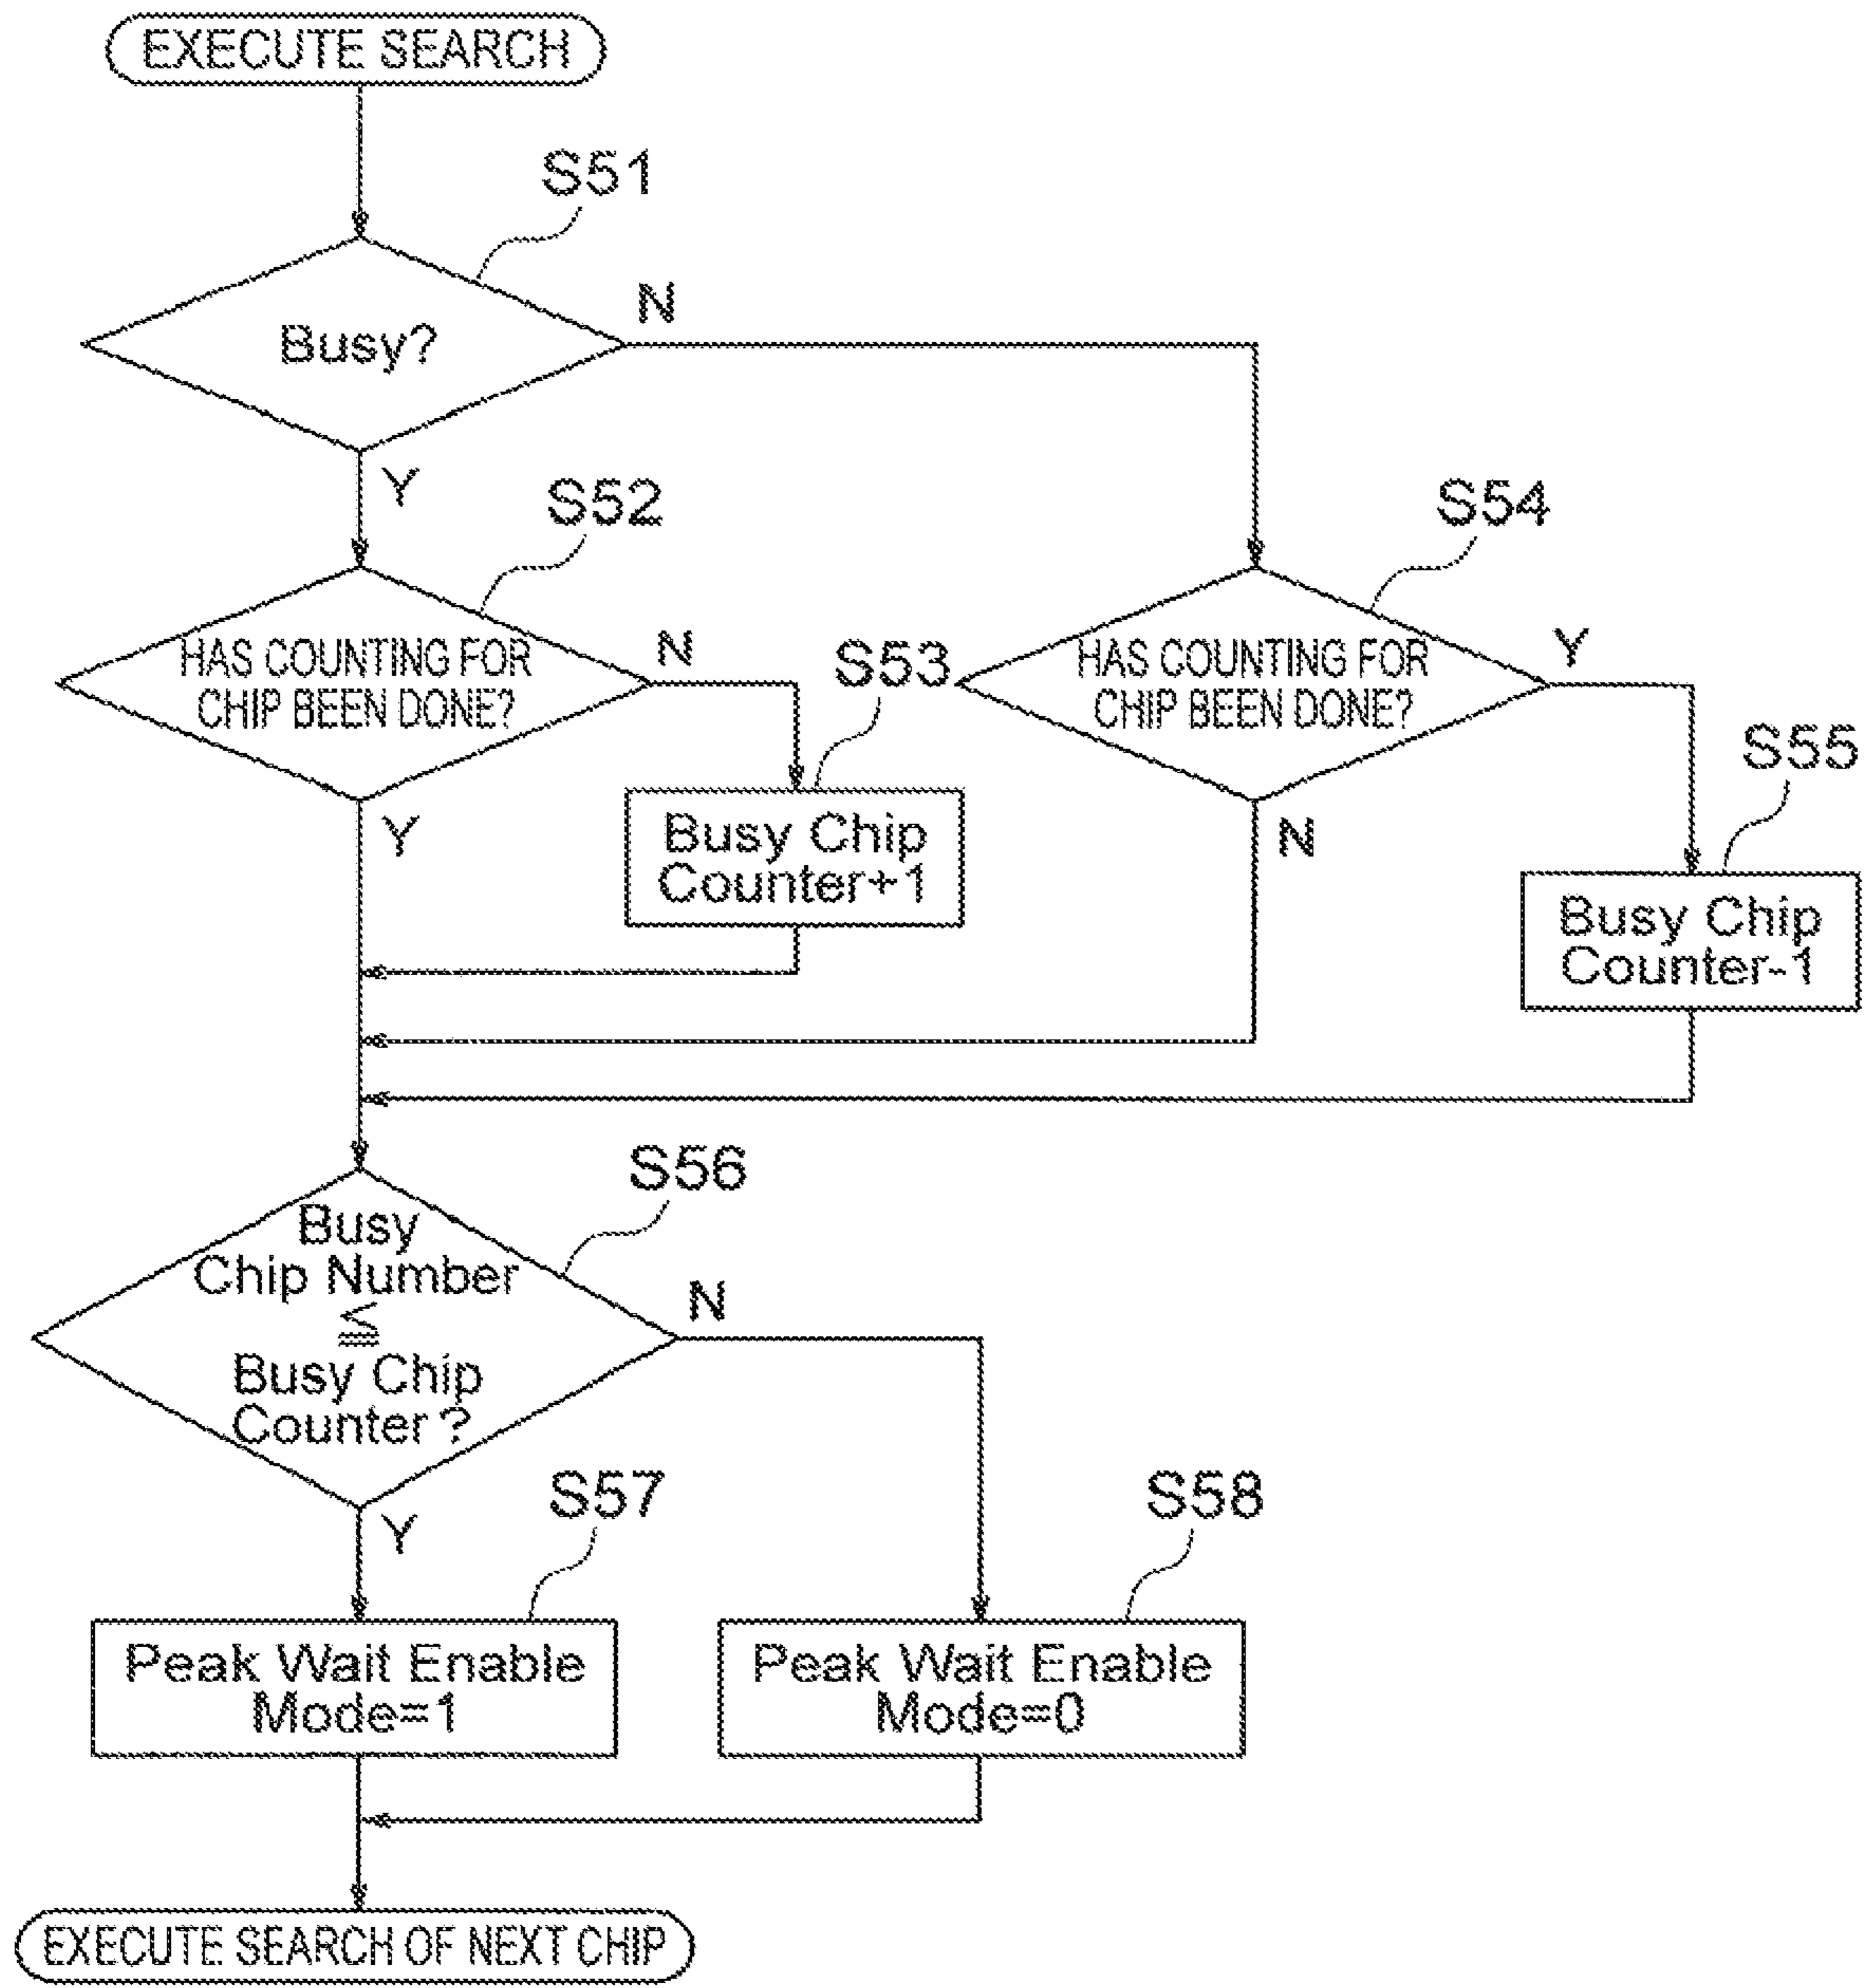 EXECUTE SEARCH
S51
Busy?
N
Y
S52
S54
HAS COUNTING FOR
CHIP BEEN DONE?
N
S53
HAS COUNTING FOR
CHIP BEEN DONE?
Y
S55
Y
Busy Chip
Counter+1
N
Busy Chip
Counter-1
S56
Busy
Chip Number
≦
Busy Chip
Counter?
N
Y
S57
S58
Peak Wait Enable
Mode=1
Peak Wait Enable
Mode=0
EXECUTE SEARCH OF NEXT CHIP